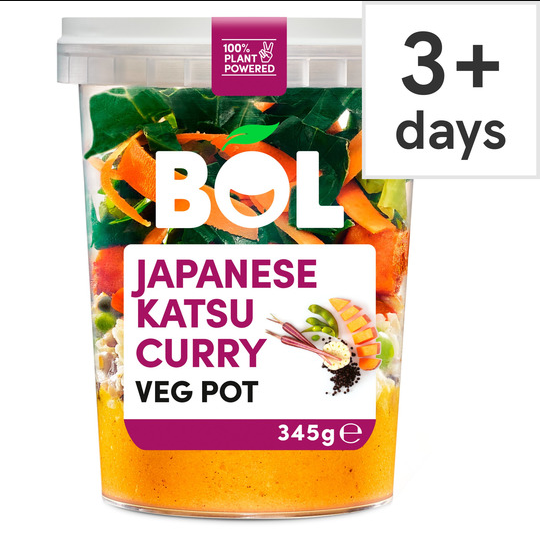 100%
PLANT
POWERED
3+
days
BOL
JAPANESE
KATSU
CURRY
VEG POT
345g ℮